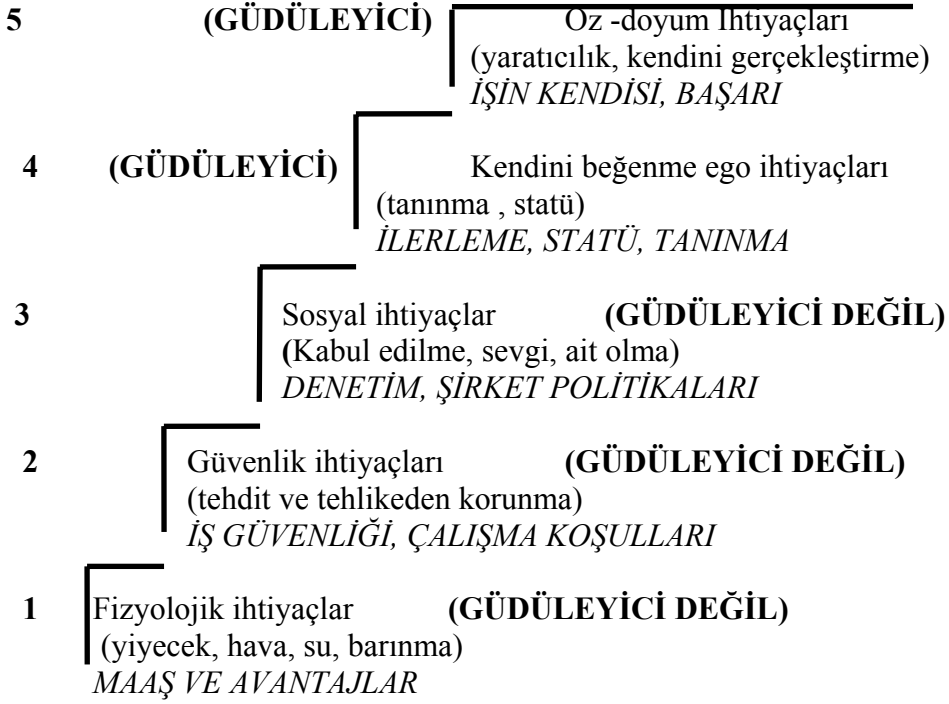 5 (GÜDÜLEYİCİ) Öz -doyum İhtiyaçları
(yaratıcılık, kendini gerçekleştirme)
İŞİN KENDİSİ, BAŞARI
4 (GÜDÜLEYİCİ) Kendini beğenme ego ihtiyaçları
(tanınma , statü)
İLERLEME, STATÜ, TANINMA
3 Sosyal ihtiyaçlar (GÜDÜLEYİCİ DEĞİL)
(Kabul edilme, sevgi, ait olma)
DENETİM, ŞİRKET POLİTİKALARI
2 Güvenlik ihtiyaçları (GÜDÜLEYİCİ DEĞİL)
(tehdit ve tehlikeden korunma)
İŞ GÜVENLİĞİ, ÇALIŞMA KOŞULLARI
1 Fizyolojik ihtiyaçlar (GÜDÜLEYİCİ DEĞİL)
(yiyecek, hava, su, barınma)
MAAŞ VE AVANTAJLAR